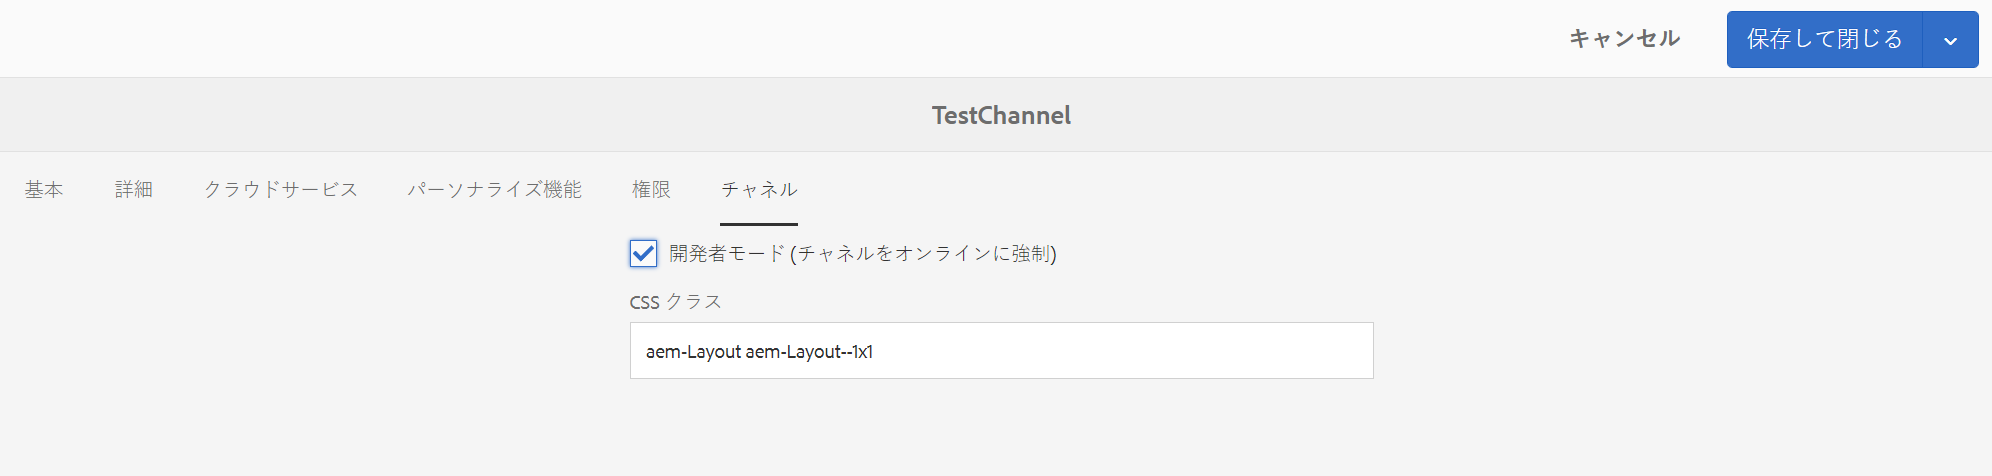 キャンセル 保存して閉じる
TestChannel
基本 詳細 クラウドサービス パーソナライズ機能 権限 チャネル
開発者モード (チャネルをオンラインに強制)
CSS クラス
aem-Layout aem-Layout--1x1